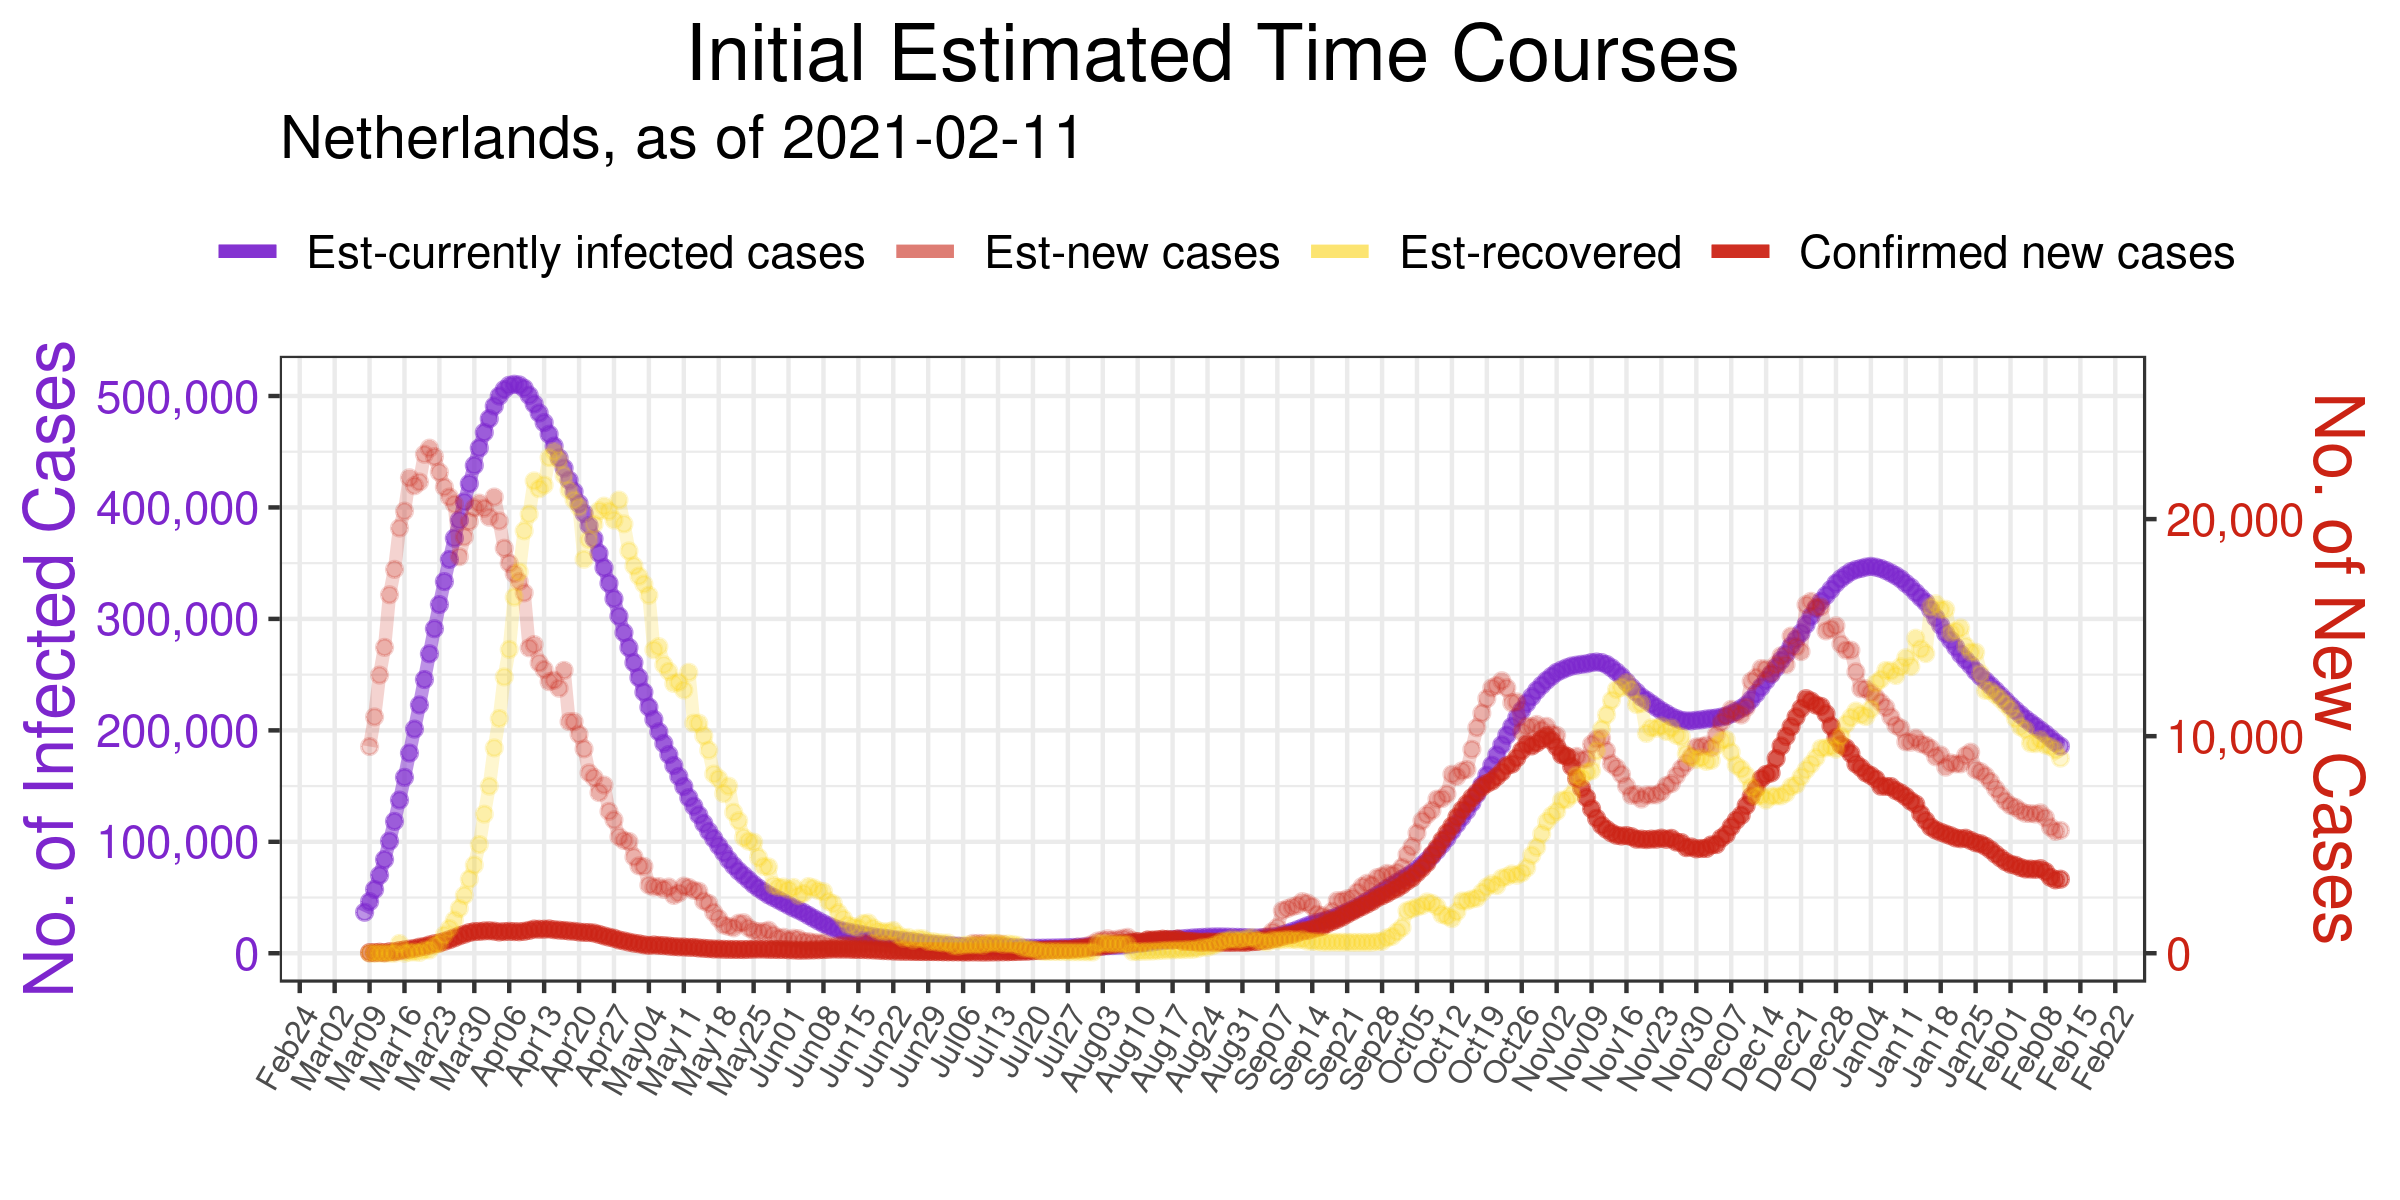 Initial Estimated Time Courses
Netherlands, as of 2021-02-11
Est-currently infected cases Est-new cases Est-recovered Confirmed new cases
No. of Infected Cases
500,000
400,000
300,000
200,000
100,000
0
20,000
10,000
0
No. of New Cases
Feb24 Mar02 Mar09 Mar16 Mar23 Mar30 Apr06 Apr13 Apr20 Apr27 May04 May11 May18 May25 Jun01 Jun08 Jun15 Jun22 Jun29 Jul06 Jul13 Jul20 Jul27 Aug03 Aug10 Aug17 Aug24 Aug31 Sep07 Sep14 Sep21 Sep28 Oct05 Oct12 Oct19 Oct26 Nov02 Nov09 Nov16 Nov23 Nov30 Dec07 Dec14 Dec21 Dec28 Jan04 Jan11 Jan18 Jan25 Feb01 Feb08 Feb15 Feb22